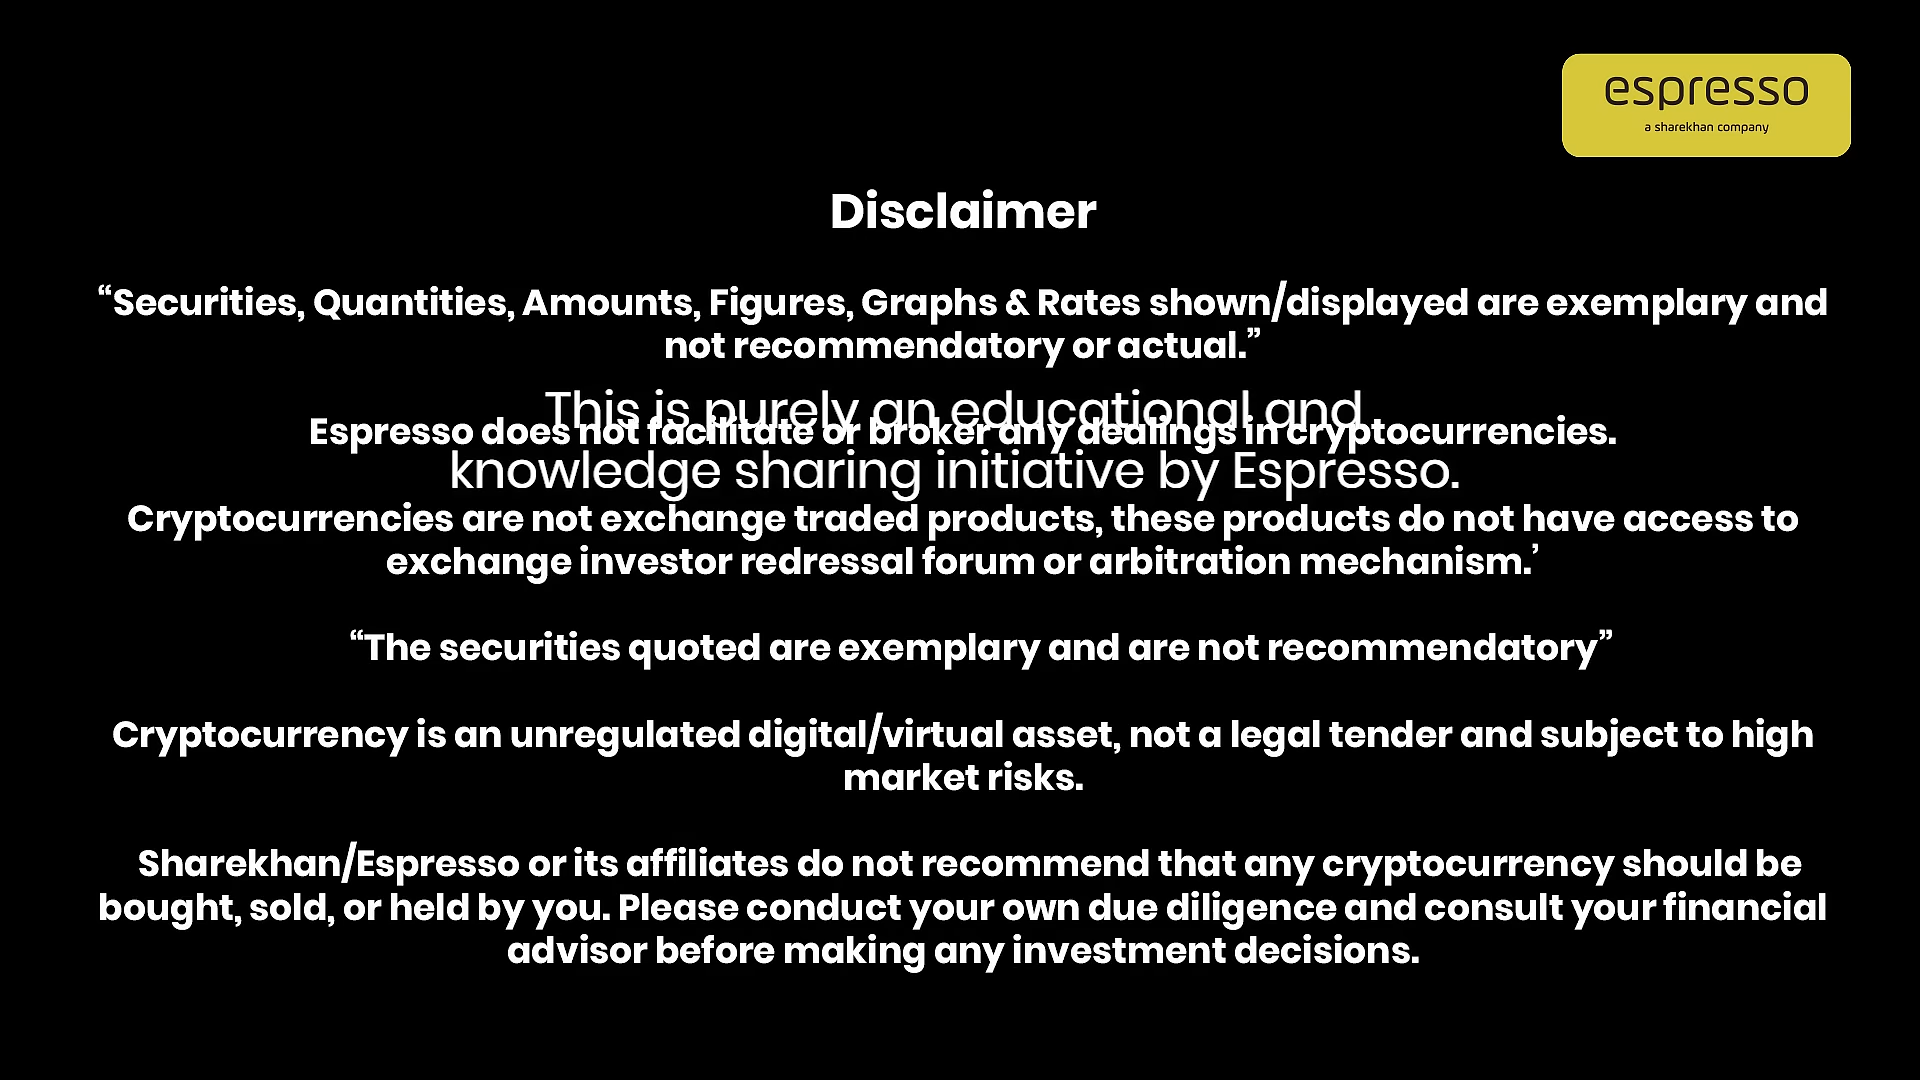 espresso
a sharekhan company
Disclaimer
“Securities, Quantities, Amounts, Figures, Graphs & Rates shown/displayed are exemplary and
not recommendatory or actual.”
This is purely an educational and
Espresso does not facilitate or broker any dealings in cryptocurrencies.
knowledge sharing initiative by Espresso.
Cryptocurrencies are not exchange traded products, these products do not have access to
exchange investor redressal forum or arbitration mechanism.’
“The securities quoted are exemplary and are not recommendatory”
Cryptocurrency is an unregulated digital/virtual asset, not a legal tender and subject to high
market risks.
Sharekhan/Espresso or its affiliates do not recommend that any cryptocurrency should be
bought, sold, or held by you. Please conduct your own due diligence and consult your financial
advisor before making any investment decisions.